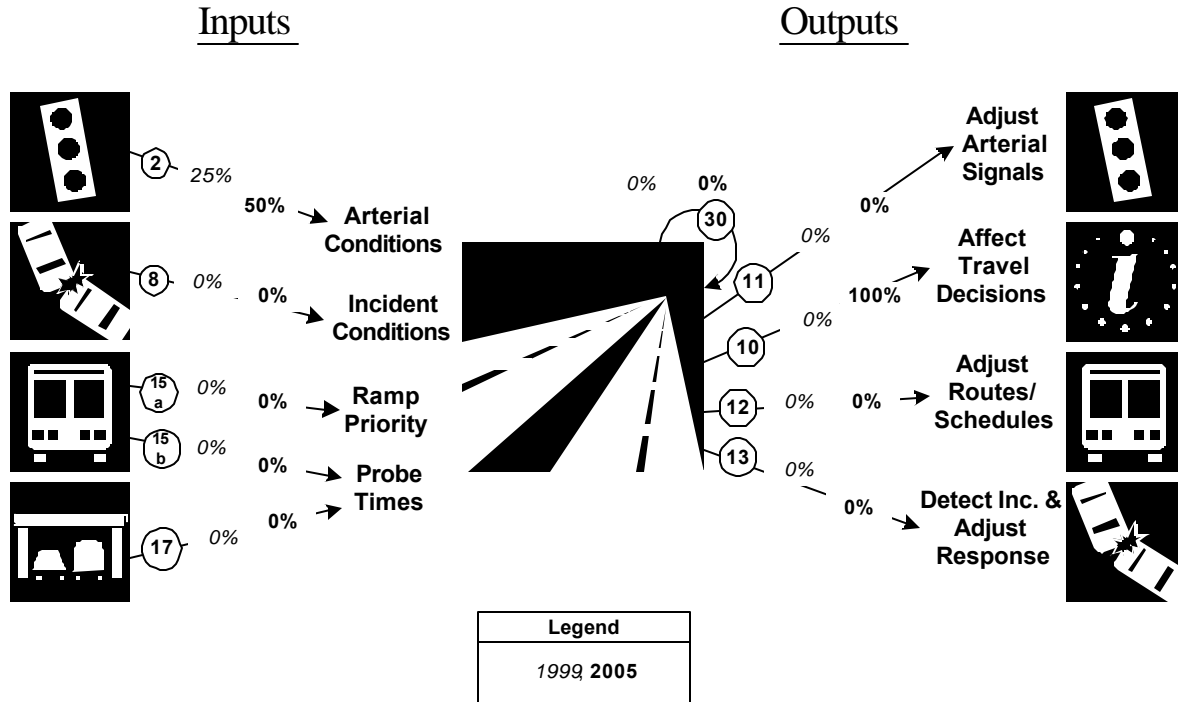 Inputs
Outputs
2
25%
50%
Arterial
Conditions
8
0%
0%
Incident
Conditions
15
a
0%
0%
Ramp
Priority
15
b
0%
0%
Probe
Times
17
0%
0%
0%
0%
30
11
0%
0%
Adjust
Arterial
Signals
10
0%
100%
Affect
Travel
Decisions
12
0%
0%
Adjust
Routes/
Schedules
13
0%
0%
Detect Inc. &
Adjust
Response
Legend
1999, 2005